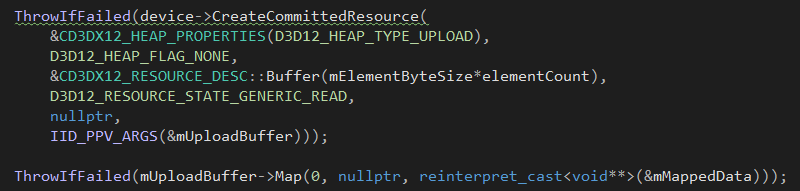 ThrowIfFailed(device->CreateCommittedResource(
&CD3DX12_HEAP_PROPERTIES(D3D12_HEAP_TYPE_UPLOAD),
D3D12_HEAP_FLAG_NONE,
&CD3DX12_RESOURCE_DESC::Buffer(mElementByteSize*elementCount),
D3D12_RESOURCE_STATE_GENERIC_READ,
nullptr,
IID_PPV_ARGS(&mUploadBuffer)));
ThrowIfFailed(mUploadBuffer->Map(0, nullptr, reinterpret_cast<void**>(&mMappedData)));